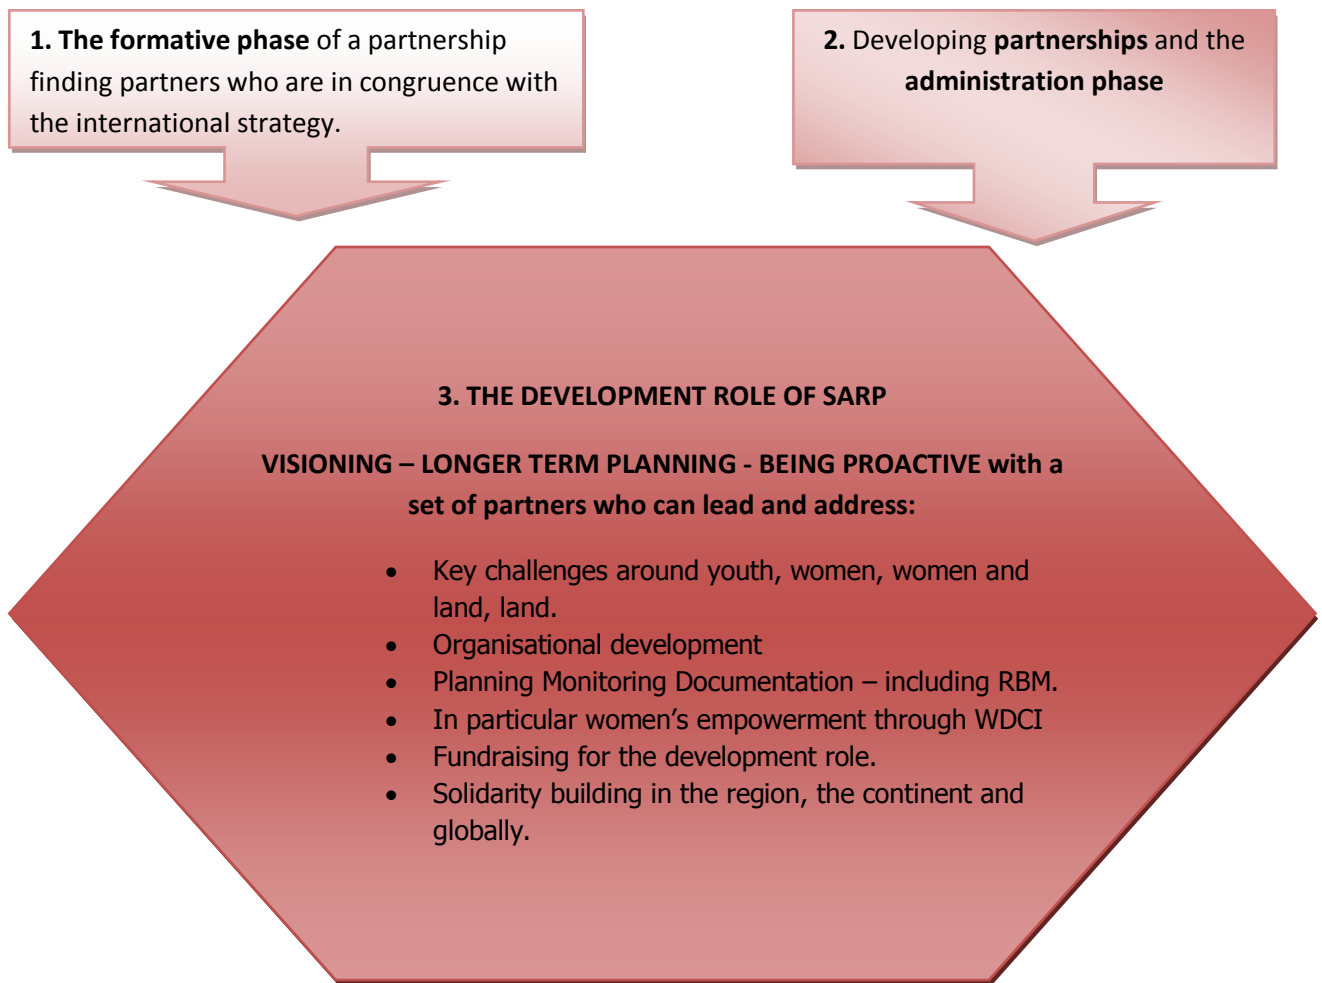 1. The formative phase of a partnership
finding partners who are in congruence with
the international strategy.
2. Developing partnerships and the
administration phase
3. THE DEVELOPMENT ROLE OF SARP
VISIONING – LONGER TERM PLANNING - BEING PROACTIVE with a
set of partners who can lead and address:
• Key challenges around youth, women, women and
land, land.
• Organisational development
• Planning Monitoring Documentation – including RBM.
• In particular women’s empowerment through WDCI
• Fundraising for the development role.
• Solidarity building in the region, the continent and
globally.